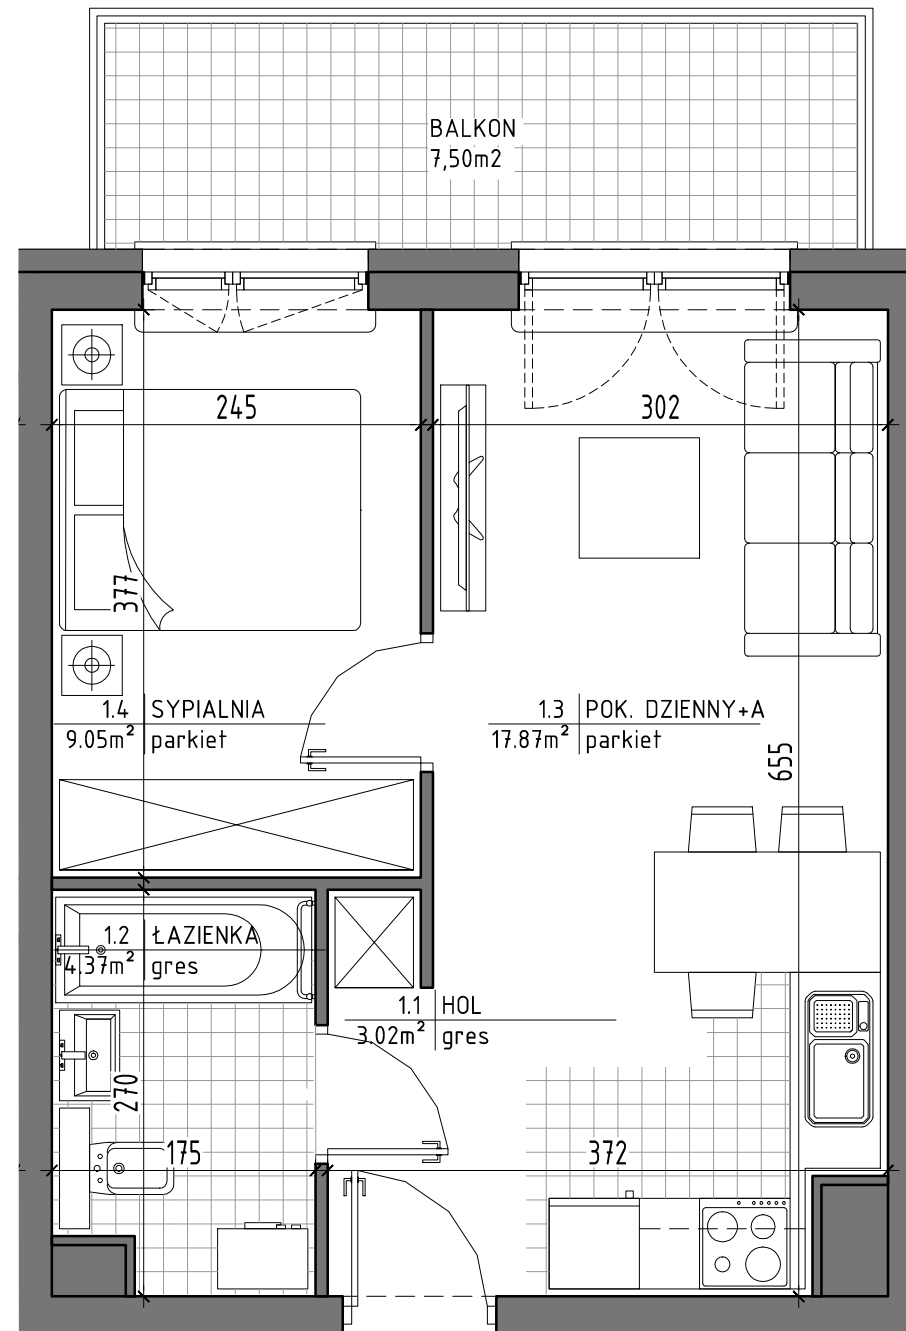 BALKON
7,50m2
245
302
377
1.4 SYPIALNIA
9.05m² parkiet
1.3 POK. DZIENNY+A
17.87m² parkiet
655
1.2 ŁAZIENKA
4.37m² gres
1.1 HOL
3.02m² gres
270
175
372